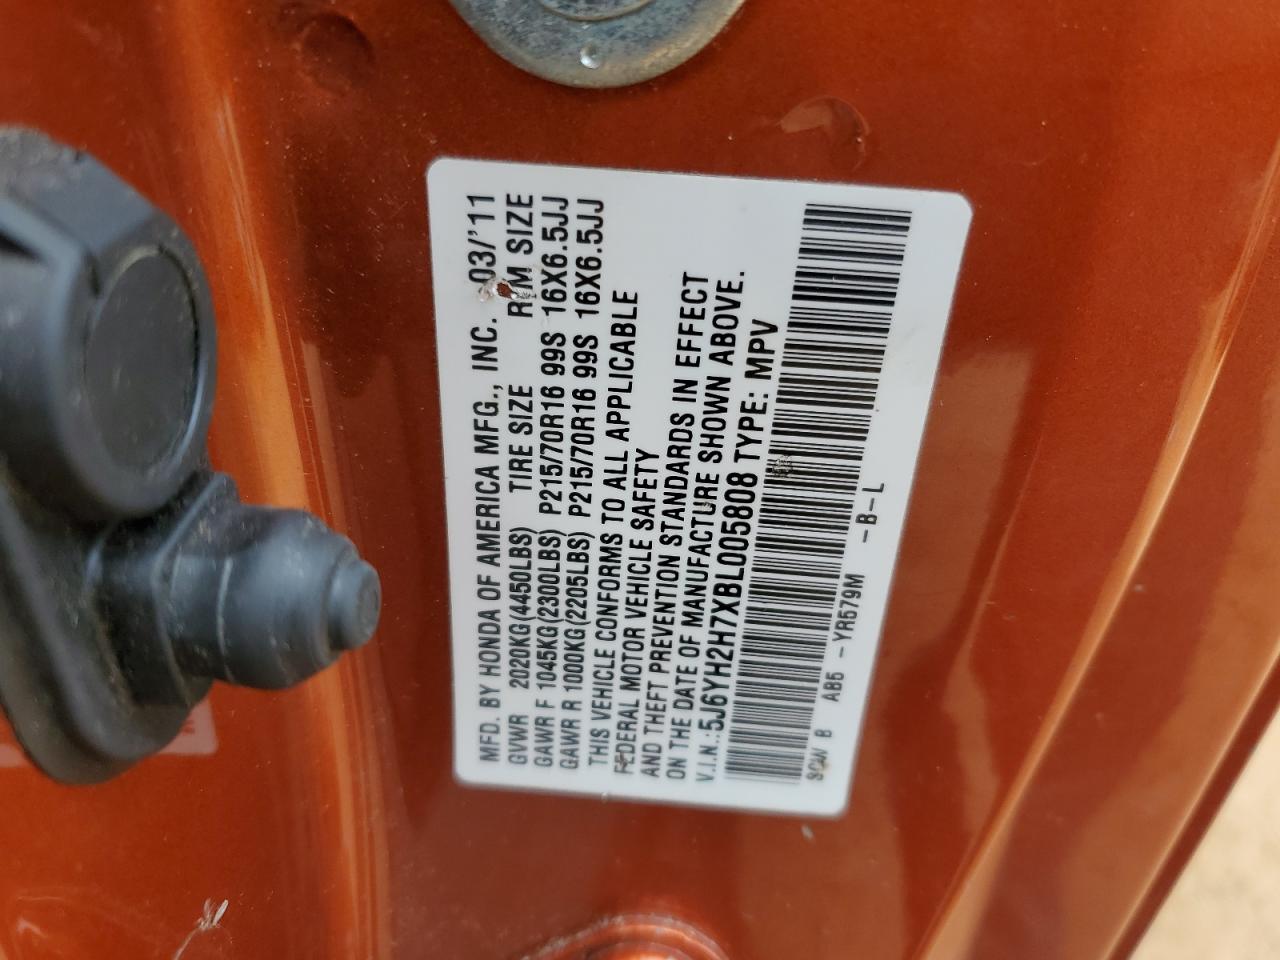 MFD. BY HONDA OF AMERICA MFG., INC. 03/'11
GVWR 2020KG(4450LBS) TIRE SIZE RIM SIZE
GAWR F 1045KG(2300LBS) P215/70R16 99S 16X6.5JJ
GAWR R 1000KG(2205LBS) P215/70R16 99S 16X6.5JJ
THIS VEHICLE CONFORMS TO ALL APPLICABLE
FEDERAL MOTOR VEHICLE SAFETY
AND THEFT PREVENTION STANDARDS IN EFFECT
ON THE DATE OF MANUFACTURE SHOWN ABOVE.
V.I.N.: 5J6YH2H7XBL005808 TYPE: MPV
SCW B AB5 -YR579M -B-L